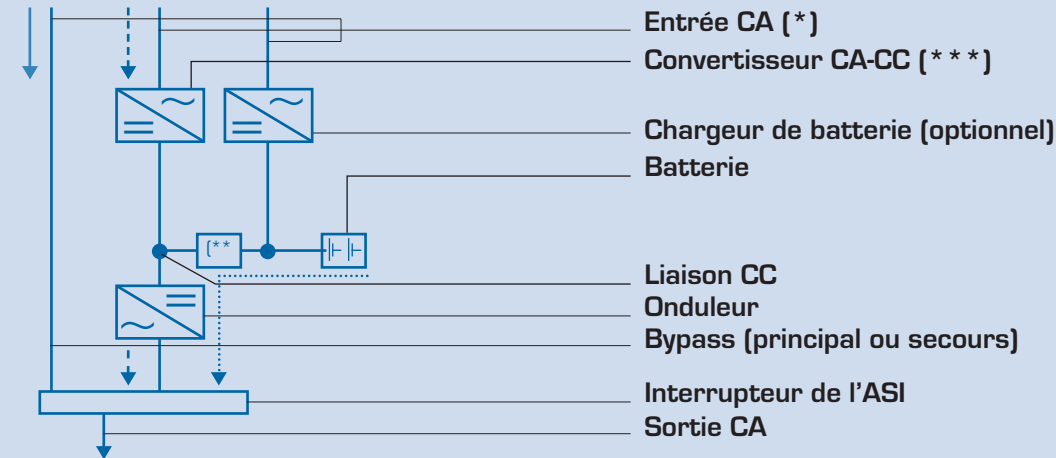 Entrée CA (*)
Convertisseur CA-CC (***)
Chargeur de batterie (optionnel)
Batterie
(**
Liaison CC
Onduleur
Bypass (principal ou secours)
Interrupteur de l'ASI
Sortie CA